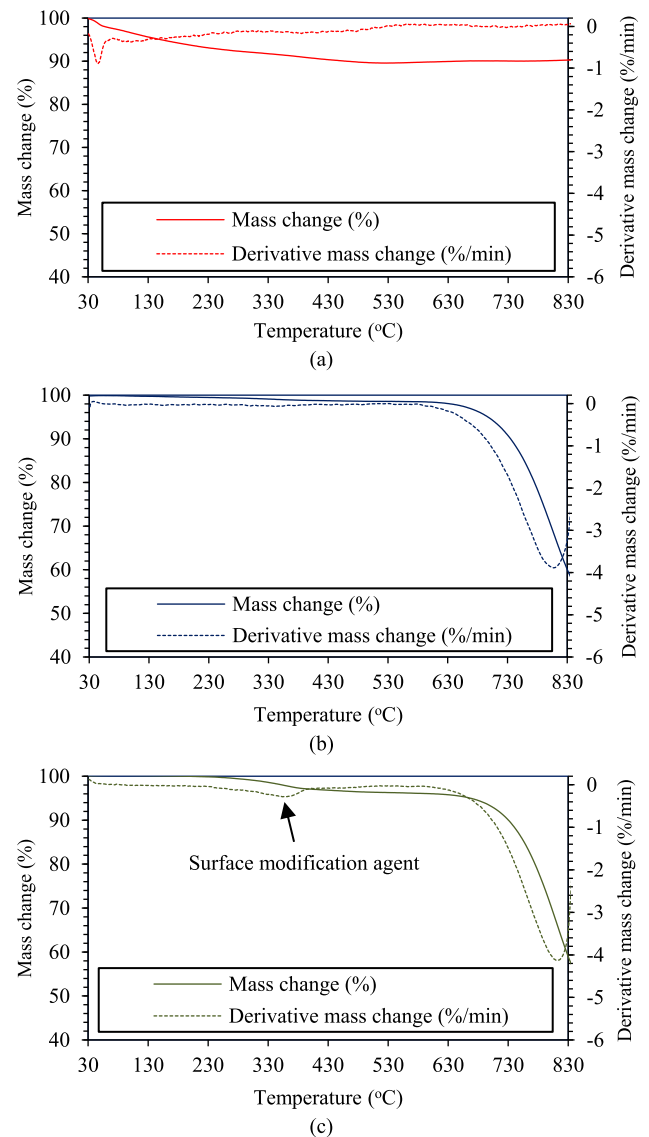 100
90
80
70
60
50
40
0
-1
-2
-3
-4
-5
-6
Mass change (%)
Derivative mass change (%/min)
Mass change (%)
Derivative mass change (%/min)
30 130 230 330 430 530 630 730 830
Temperature (oC)
(a)
100
90
80
70
60
50
40
0
-1
-2
-3
-4
-5
-6
Mass change (%)
Derivative mass change (%/min)
Mass change (%)
Derivative mass change (%/min)
30 130 230 330 430 530 630 730 830
Temperature (oC)
(b)
100
90
80
70
60
50
40
0
-1
-2
-3
-4
-5
-6
Mass change (%)
Derivative mass change (%/min)
Surface modification agent
Mass change (%)
Derivative mass change (%/min)
30 130 230 330 430 530 630 730 830
Temperature (oC)
(c)